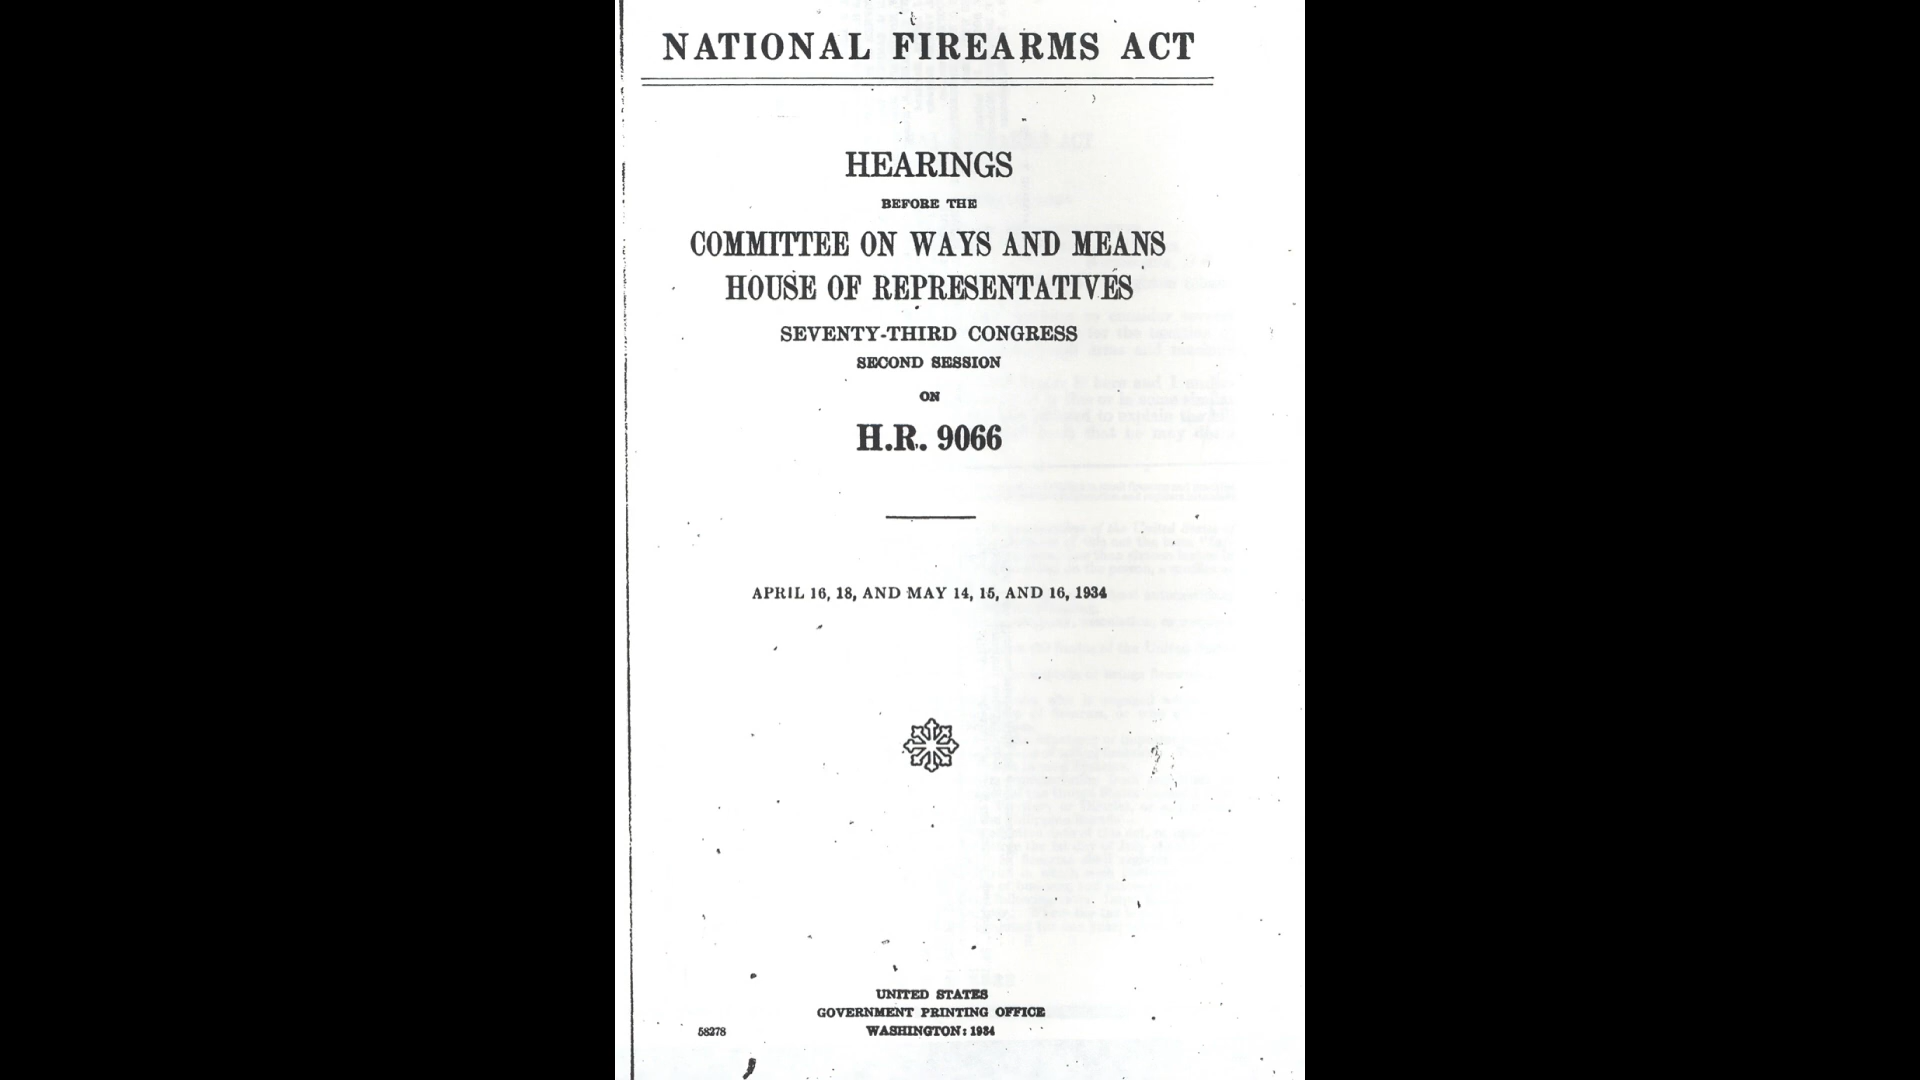 NATIONAL FIREARMS ACT
HEARINGS
BEFORE THE
COMMITTEE ON WAYS AND MEANS
HOUSE OF REPRESENTATIVES
SEVENTY-THIRD CONGRESS
SECOND SESSION
ON
H.R. 9066
APRIL 16, 18, AND MAY 14, 15, AND 16, 1934
UNITED STATES
GOVERNMENT PRINTING OFFICE
58278 WASHINGTON: 1934